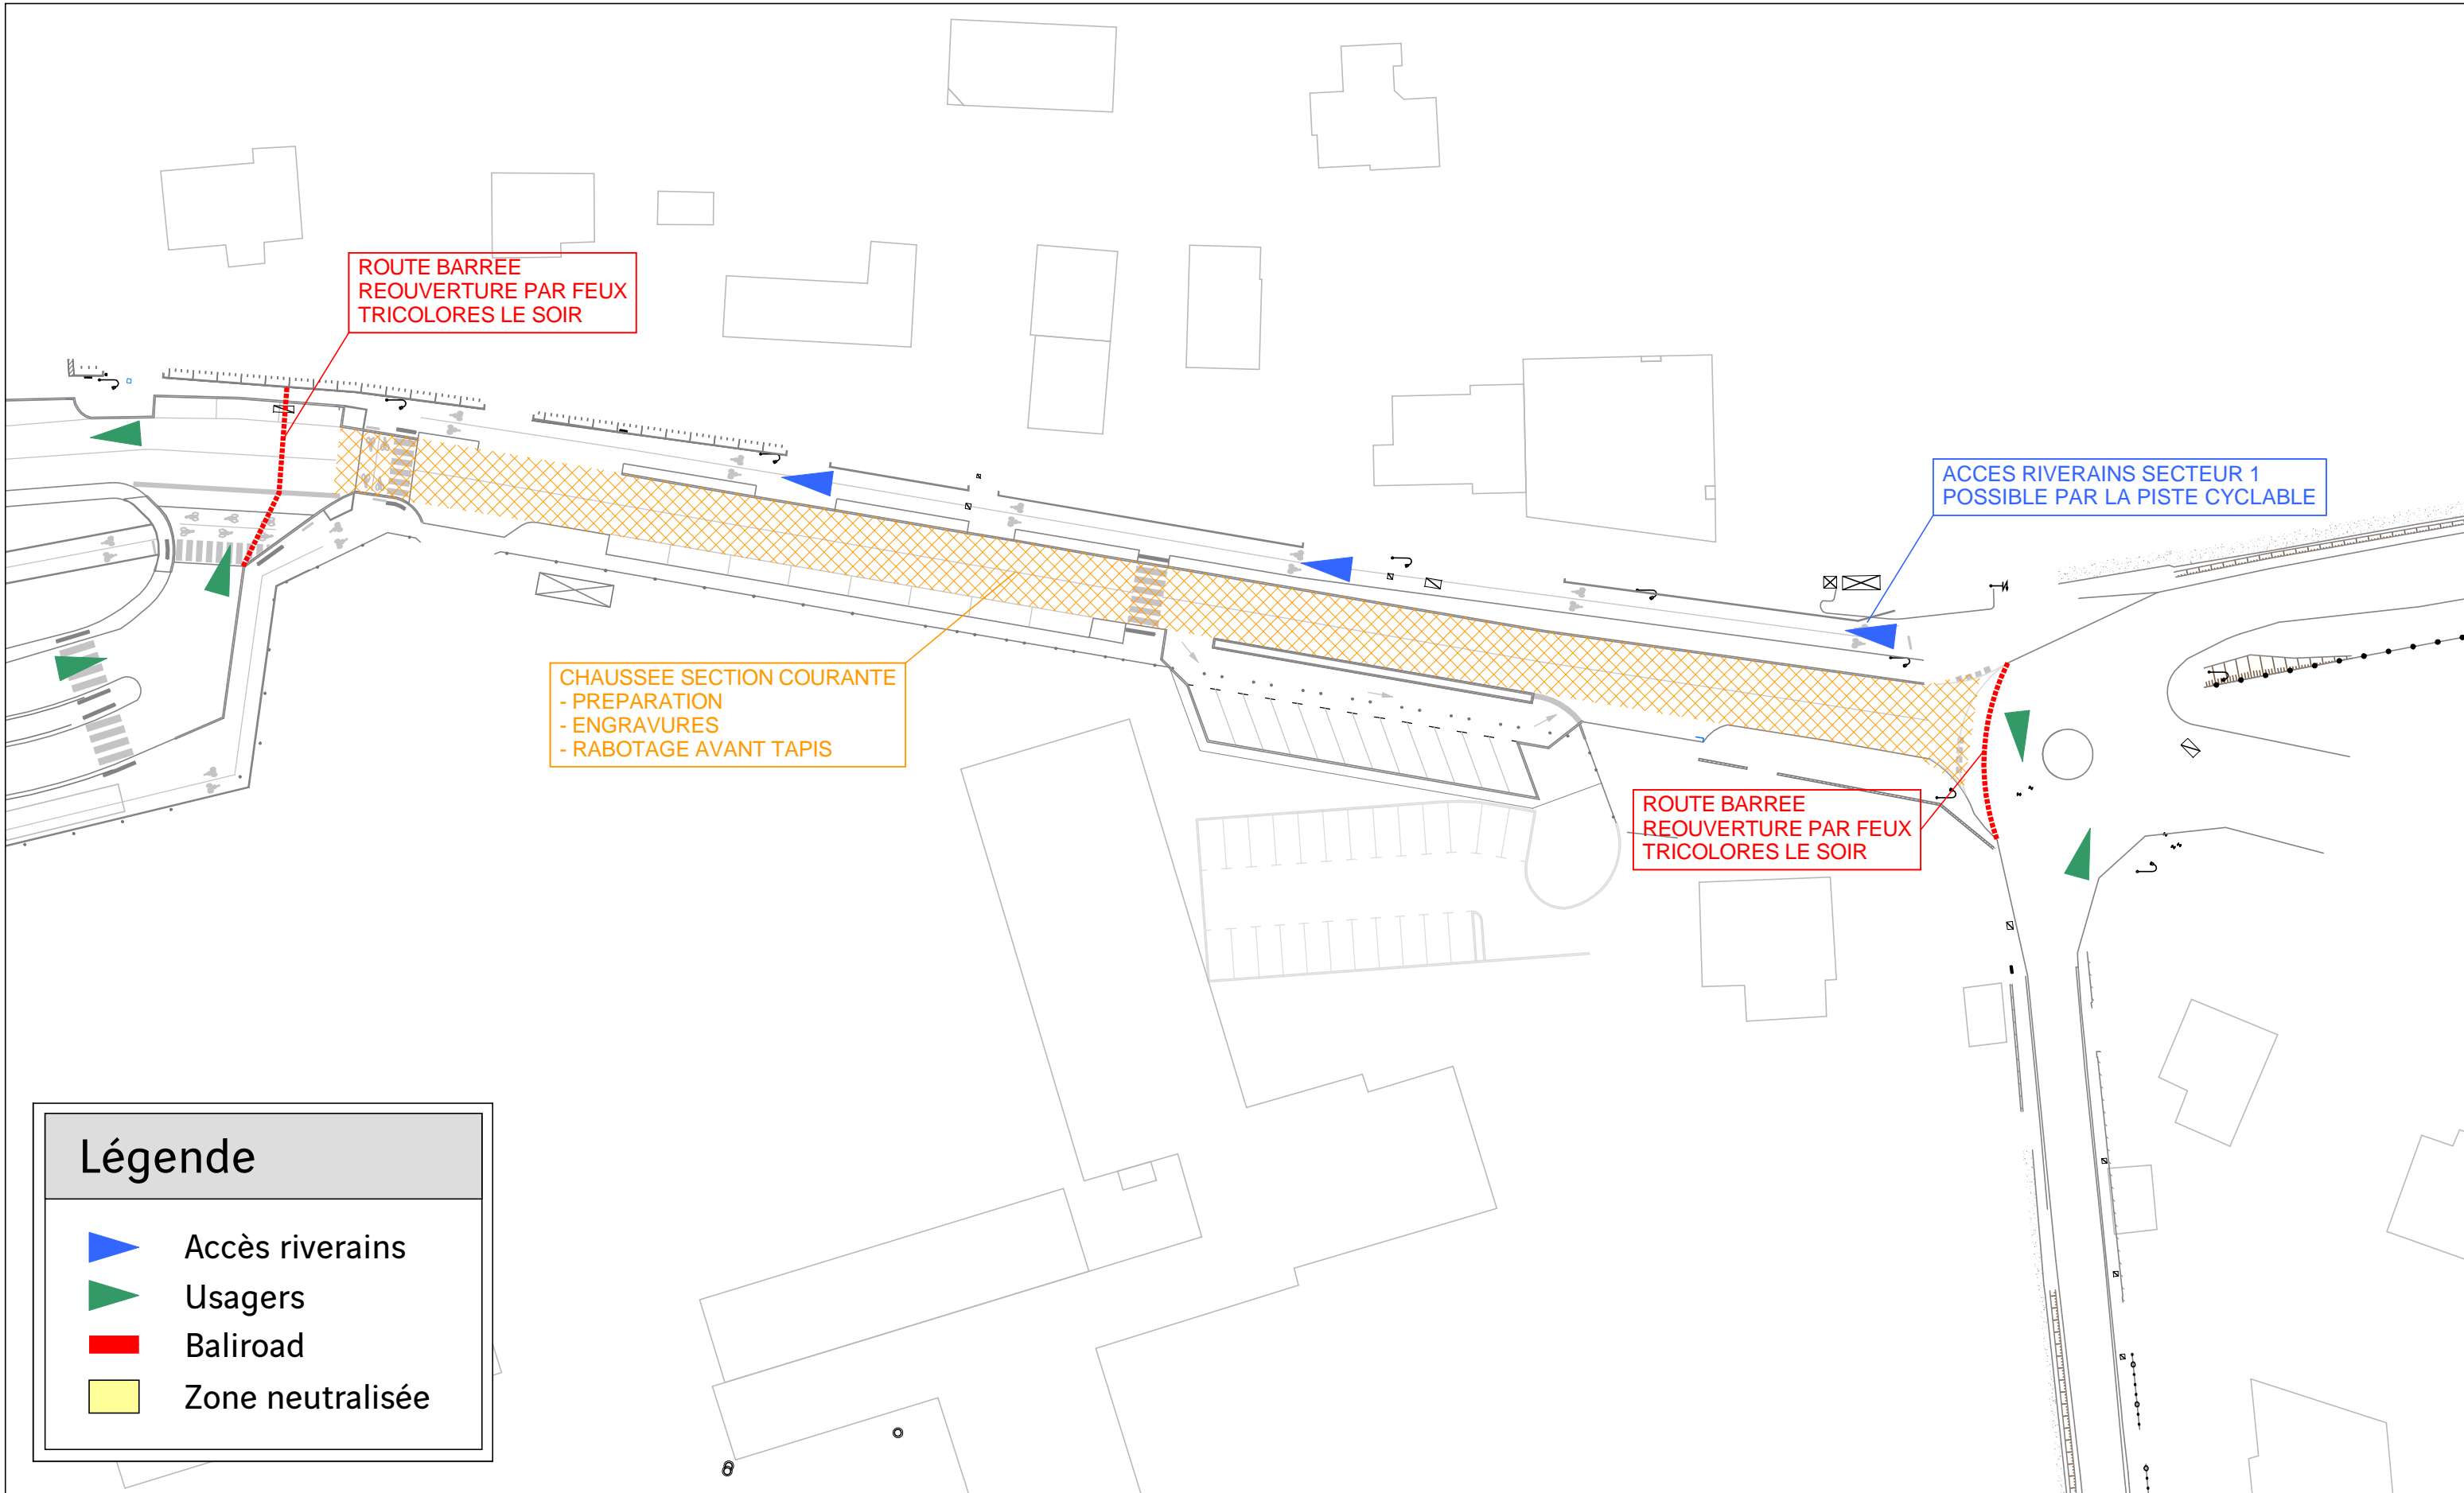 ROUTE BARREE
REOUVERTURE PAR FEUX
TRICOLORES LE SOIR
ACCES RIVERAINS SECTEUR 1
POSSIBLE PAR LA PISTE CYCLABLE
CHAUSSEE SECTION COURANTE
- PREPARATION
- ENGRAVURES
- RABOTAGE AVANT TAPIS
ROUTE BARREE
REOUVERTURE PAR FEUX
TRICOLORES LE SOIR
Légende
Accès riverains
Usagers
Baliroad
Zone neutralisée